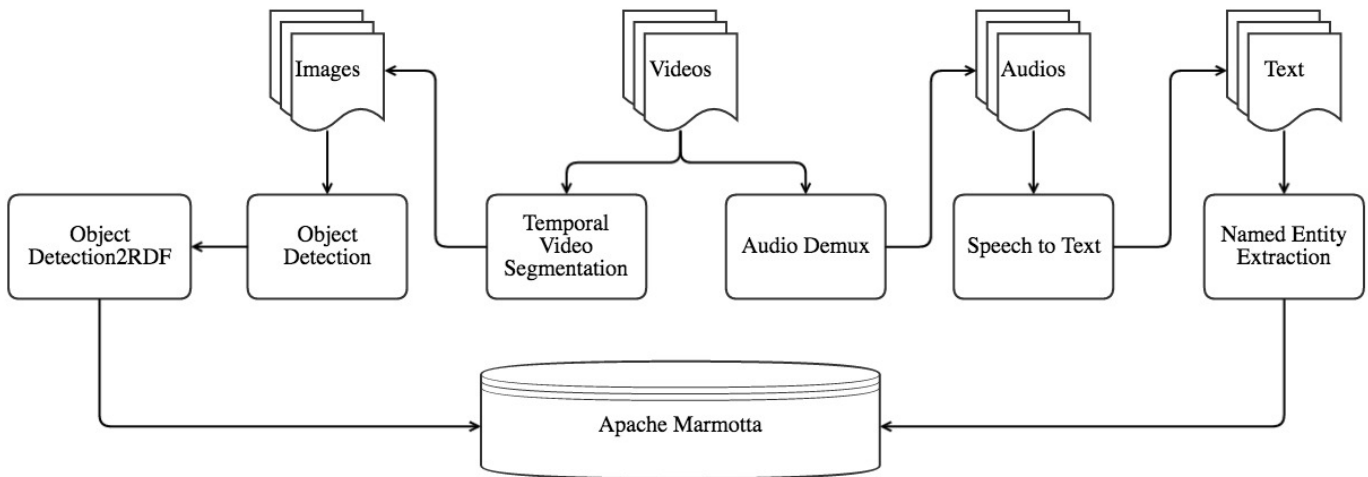 Images
Videos
Audios
Text
Object
Detection2RDF
Object
Detection
Temporal
Video
Segmentation
Audio Demux
Speech to Text
Named Entity
Extraction
Apache Marmotta